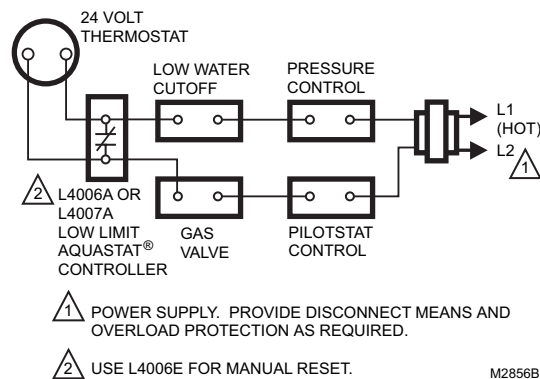 24 VOLT
THERMOSTAT
LOW WATER
CUTOFF
PRESSURE
CONTROL
L1
(HOT)
L2
1
2
L4006A OR
L4007A
LOW LIMIT
AQUASTAT®
CONTROLLER
GAS
VALVE
PILOTSTAT
CONTROL
1 POWER SUPPLY. PROVIDE DISCONNECT MEANS AND
OVERLOAD PROTECTION AS REQUIRED.
2 USE L4006E FOR MANUAL RESET.
M2856B